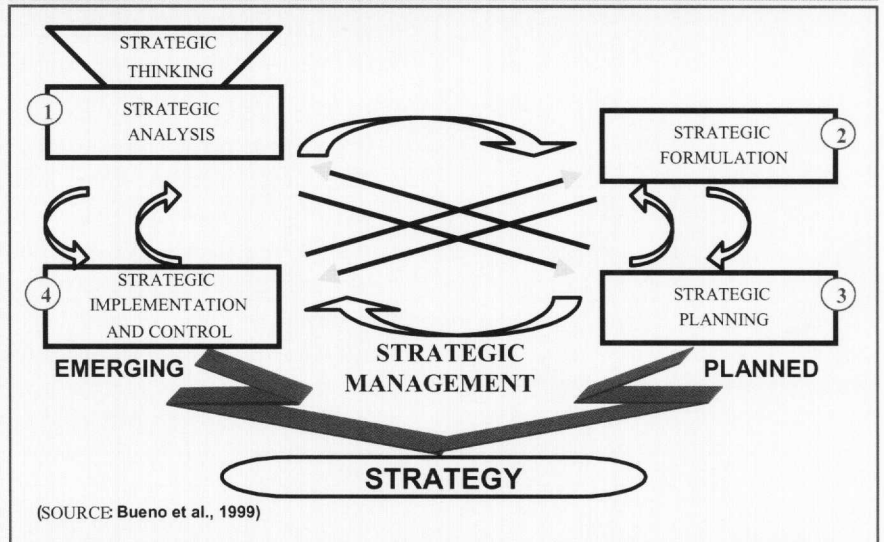 STRATEGIC
THINKING
1
STRATEGIC
ANALYSIS
STRATEGIC
FORMULATION
2
4
STRATEGIC
IMPLEMENTATION
AND CONTROL
STRATEGIC
PLANNING
3
EMERGING
STRATEGIC
MANAGEMENT
PLANNED
STRATEGY
(SOURCE: Bueno et al., 1999)